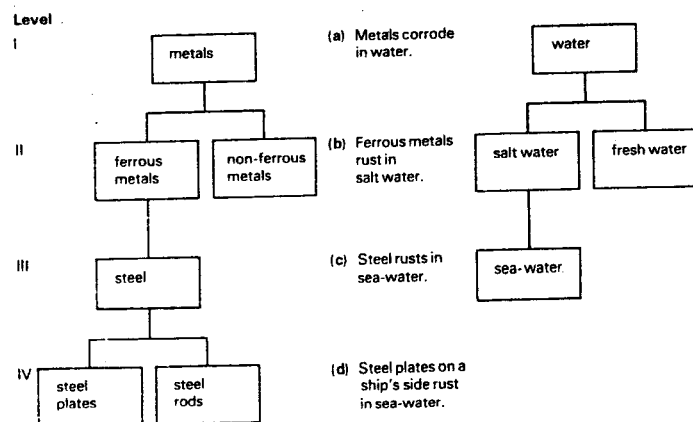 Level
I
metals
(a) Metals corrode
in water.
water
II
ferrous
metals
non-ferrous
metals
(b) Ferrous metals
rust in
salt water.
salt water
fresh water
III
steel
(c) Steel rusts in
sea-water.
sea-water
IV
steel
plates
steel
rods
(d) Steel plates on a
ship's side rust
in sea-water.